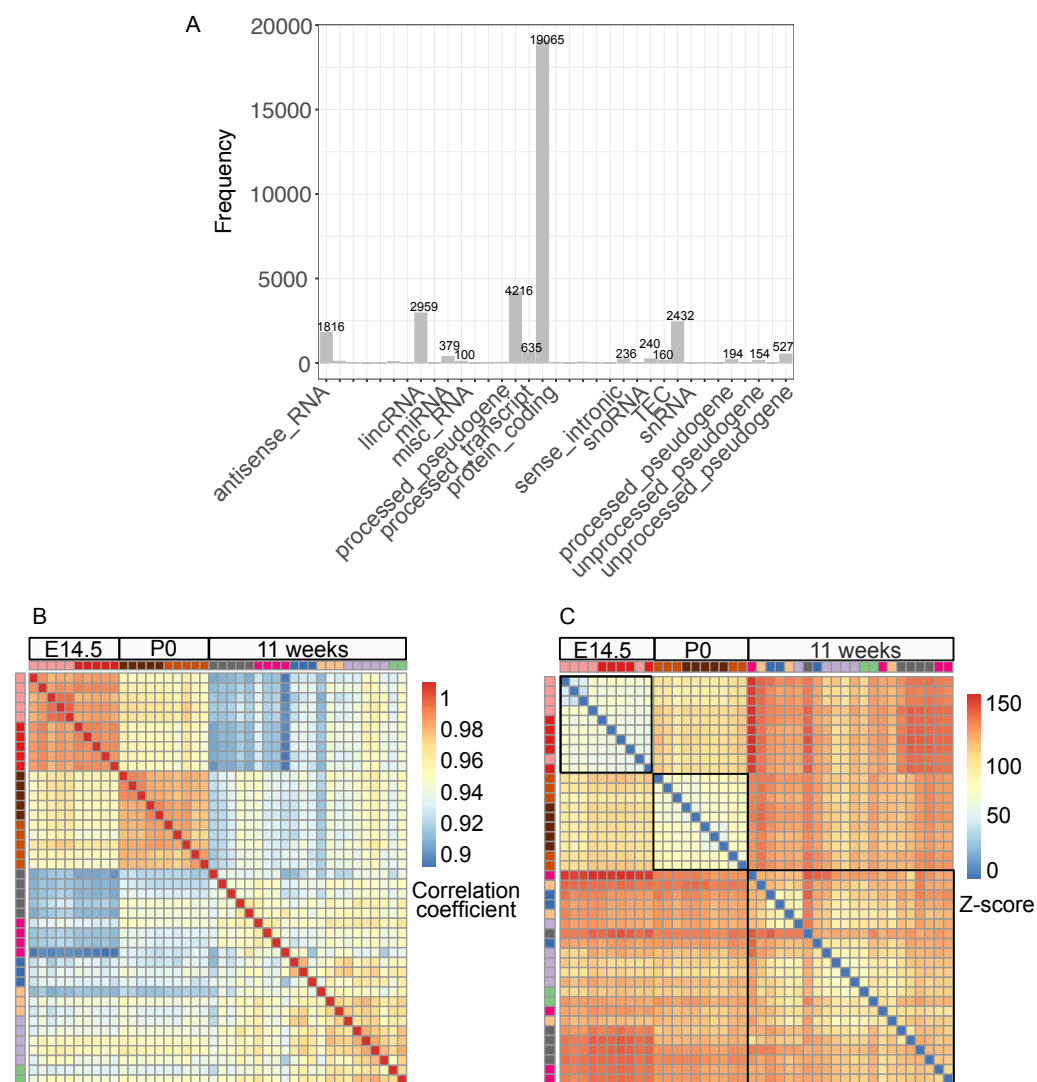 A
20000
15000
10000
5000
0
Frequency
1816
2959
379
100
4216
635
19065
236
240
160
2432
194
154
527
antisense_RNA
lincRNA
miRNA
misc_RNA
processed_pseudogene
processed_transcript
protein_coding
sense_intronic
snoRNA
TEC
snRNA
processed_pseudogene
unprocessed_pseudogene
unprocessed_pseudogene
B
E14.5 P0 11 weeks
1
0.98
0.96
0.94
0.92
0.9
Correlation
coefficient
C
E14.5 P0 11 weeks
150
100
50
0
Z-score